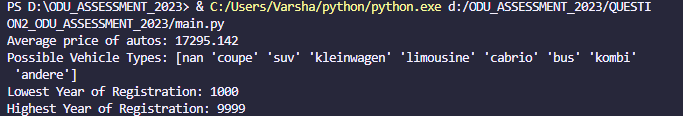 PS D:\ODU_ASSESSMENT_2023> & C:/Users/Varsha/python/python.exe d:/ODU_ASSESSMENT_2023/QUESTI
ON2_ODU_ASSESSMENT_2023/main.py
Average price of autos: 17295.142
Possible Vehicle Types: [nan 'coupe' 'suv' 'kleinwagen' 'limousine' 'cabrio' 'bus' 'kombi'
 'andere']
Lowest Year of Registration: 1000
Highest Year of Registration: 9999